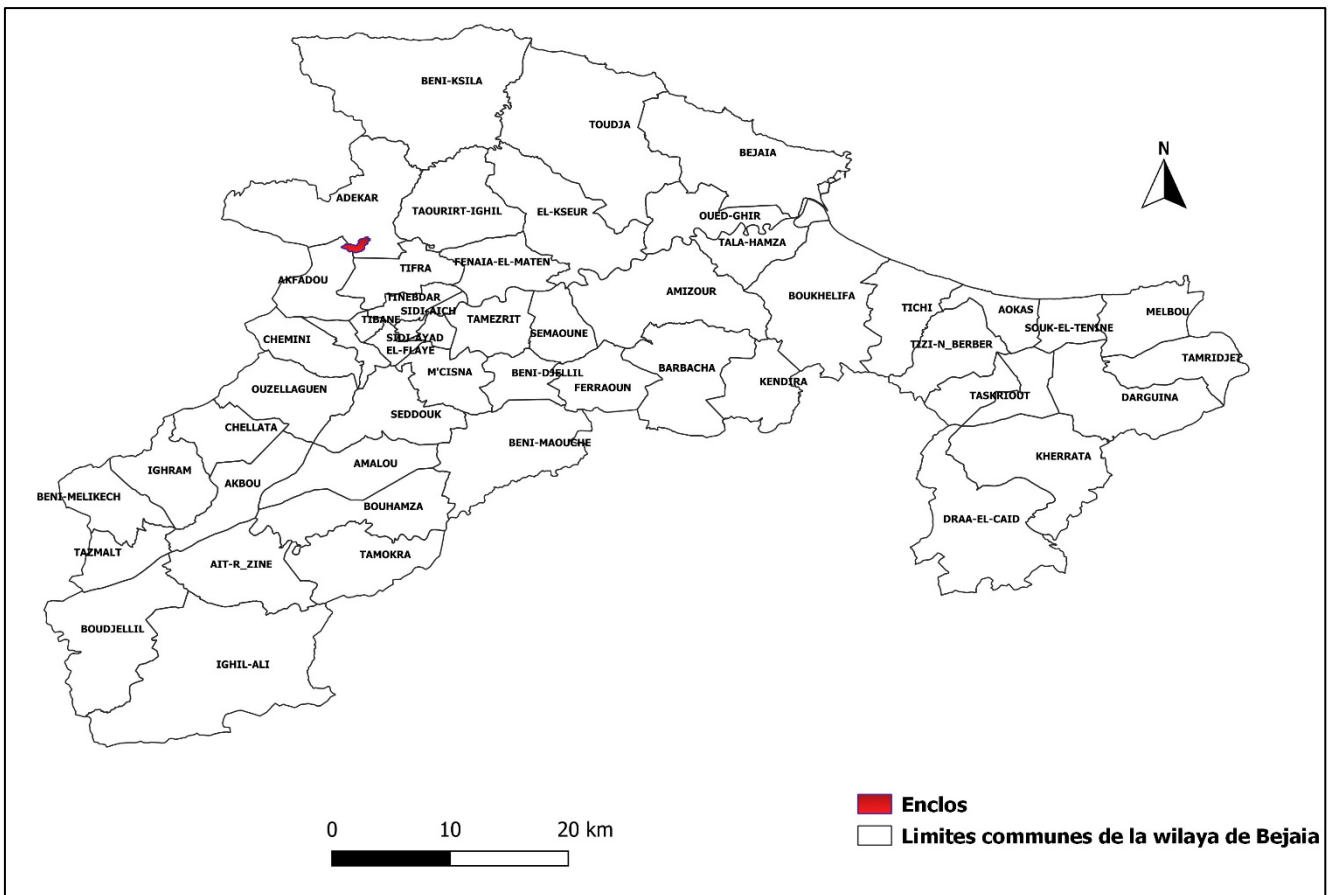 BENI-KSILA
TOUDJA
BEJAIA
N
ADEKAR
TAOURIRT-IGHIL
EL-KSEUR
OUED-GHIR
TALA-HAMZA
FENAIA-EL-MATEN
TIFRA
AKFADOU
AMIZOUR
BOUKHELIFA
TINEBDAR
SIDI-AICH
TIBANE
TAMEZRIT
SEMAOUNE
TICHI
AOKAS
MELBOU
SOUK-EL-TENINE
CHEMINI
SIDI-AYAD
EL-FLAYE
TIZI-N_BERBER
TAMRIDJET
M'CISNA
BENI-DJELLIL
BARBACHA
OUZELLAGUEN
FERRAOUN
KENDIRA
TASKRIOUT
DARGUINA
SEDDOUK
CHELLATA
BENI-MAOUCHE
KHERRATA
IGHRAM
AMALOU
AKBOU
BENI-MELIKECH
BOUHAMZA
DRAA-EL-CAID
TAZMALT
AIT-R_ZINE
TAMOKRA
BOUDJELLIL
IGHIL-ALI
Enclos
0 10 20 km
Limites communes de la wilaya de Bejaia